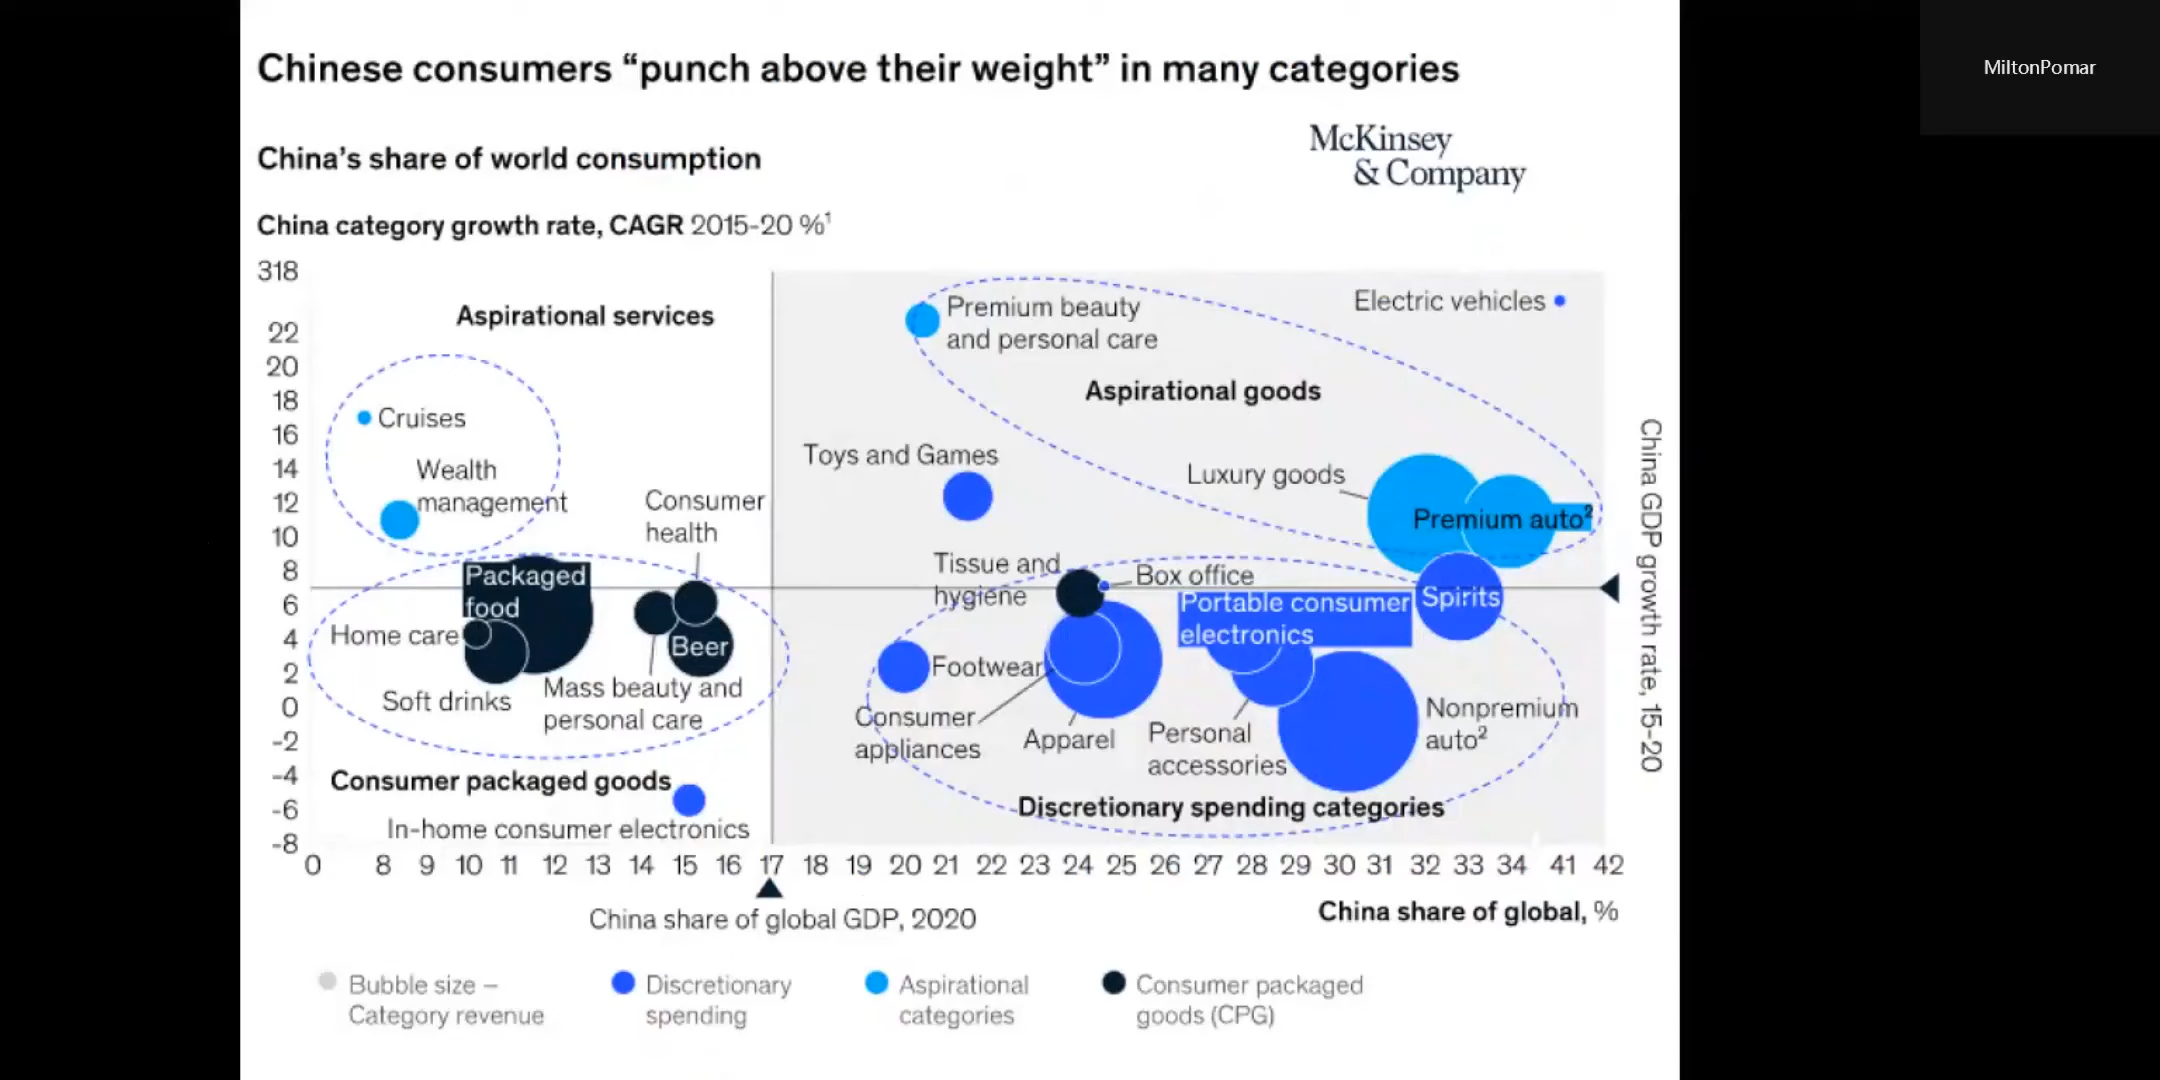 MiltonPomar
Chinese consumers “punch above their weight” in many categories
McKinsey
& Company
China’s share of world consumption
China category growth rate, CAGR 2015-20 %¹
318
22
20
18
16
14
12
10
8
6
4
2
0
-2
-4
-6
-8
Aspirational services
Cruises
Wealth
management
Consumer
health
Packaged
food
Home care
Soft drinks
Beer
Mass beauty and
personal care
Consumer packaged goods
In-home consumer electronics
Premium beauty
and personal care
Electric vehicles
Aspirational goods
Toys and Games
Luxury goods
Premium auto²
Tissue and
hygiene
Box office
Portable consumer
electronics
Spirits
Footwear
Consumer
appliances
Apparel
Personal
accessories
Nonpremium
auto²
Discretionary spending categories
China GDP growth rate, 15-20
0 8 9 10 11 12 13 14 15 16 17 18 19 20 21 22 23 24 25 26 27 28 29 30 31 32 33 34 41 42
China share of global GDP, 2020
China share of global, %
Bubble size –
Category revenue
Discretionary
spending
Aspirational
categories
Consumer packaged
goods (CPG)